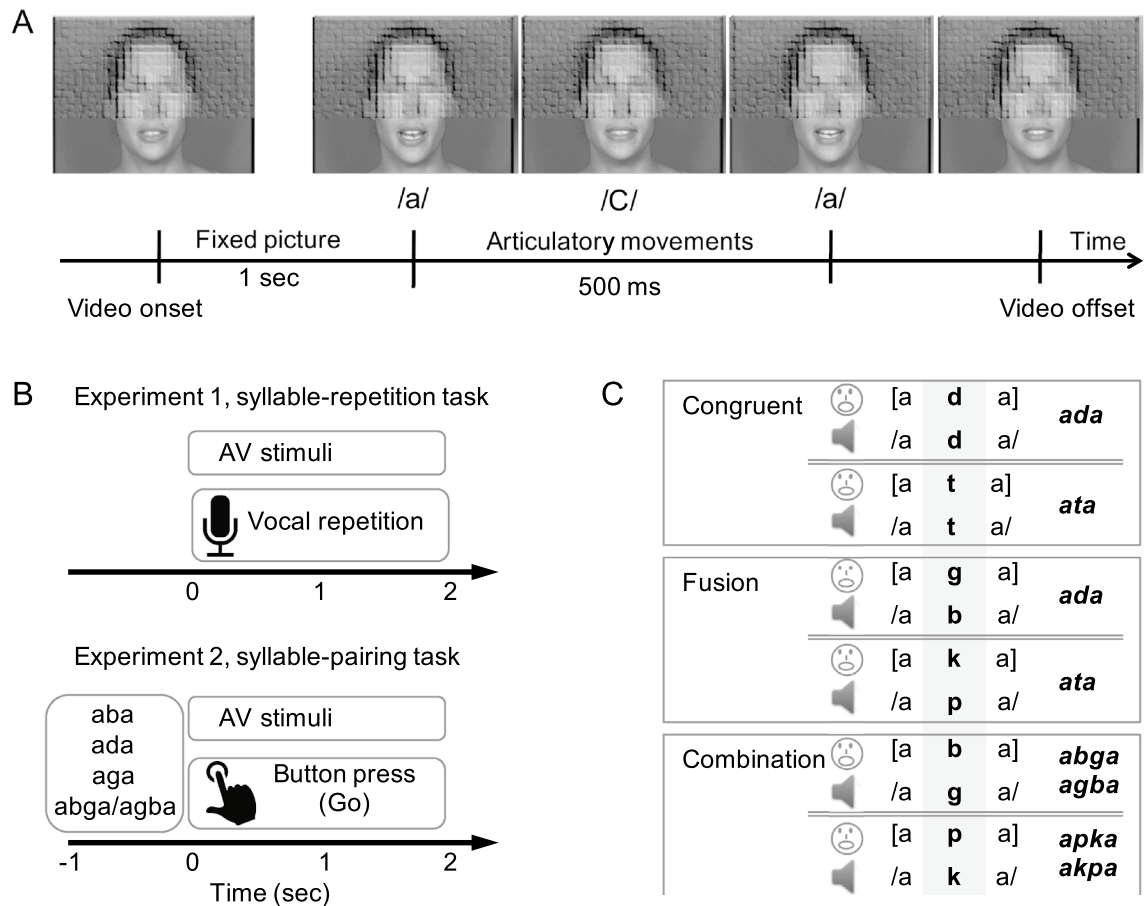 A
/a/ /C/ /a/
Fixed picture Articulatory movements Time
1 sec 500 ms
Video onset Video offset
B
Experiment 1, syllable-repetition task
AV stimuli
Vocal repetition
0 1 2
Experiment 2, syllable-pairing task
aba
ada
aga
abga/agba
AV stimuli
Button press
(Go)
-1 0 1 2
Time (sec)
C
Congruent
[a d a]
/a d a/
ada
[a t a]
/a t a/
ata
Fusion
[a g a]
/a b a/
ada
[a k a]
/a p a/
ata
Combination
[a b a]
/a g a/
abga
agba
[a p a]
/a k a/
apka
akpa